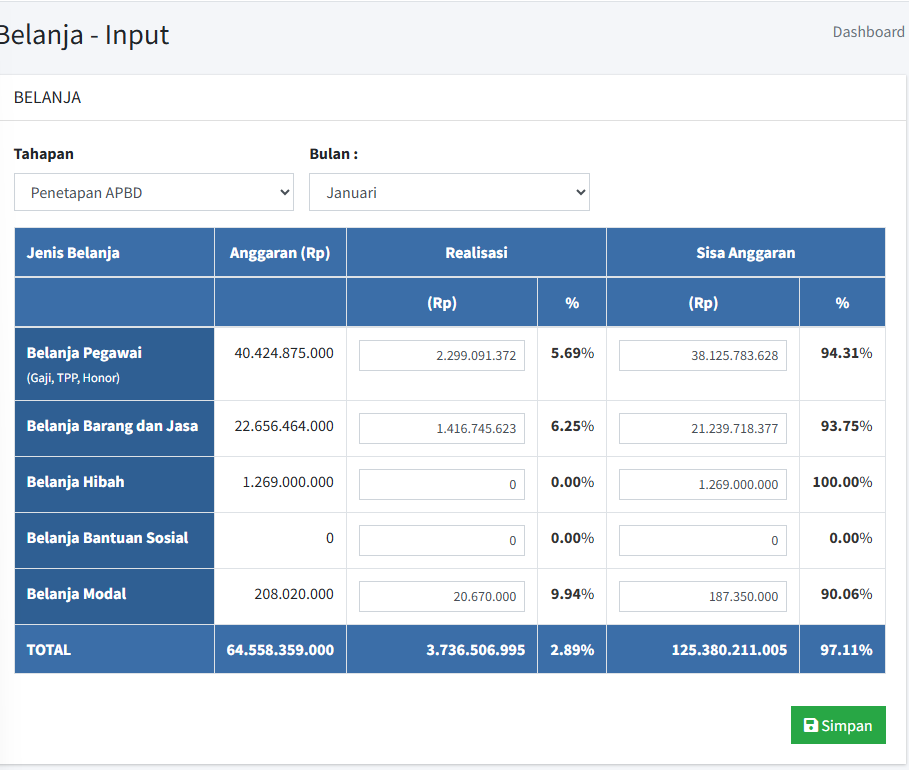 Belanja - Input
Dashboard
BELANJA
Tahapan Bulan :
Penetapan APBD Januari
Jenis Belanja Anggaran (Rp) Realisasi Sisa Anggaran
(Rp) % (Rp) %
Belanja Pegawai 40.424.875.000 2.299.091.372 5.69% 38.125.783.628 94.31%
(Gaji, TPP, Honor)
Belanja Barang dan Jasa 22.656.464.000 1.416.745.623 6.25% 21.239.718.377 93.75%
Belanja Hibah 1.269.000.000 0 0.00% 1.269.000.000 100.00%
Belanja Bantuan Sosial 0 0 0.00% 0 0.00%
Belanja Modal 208.020.000 20.670.000 9.94% 187.350.000 90.06%
TOTAL 64.558.359.000 3.736.506.995 2.89% 125.380.211.005 97.11%
Simpan